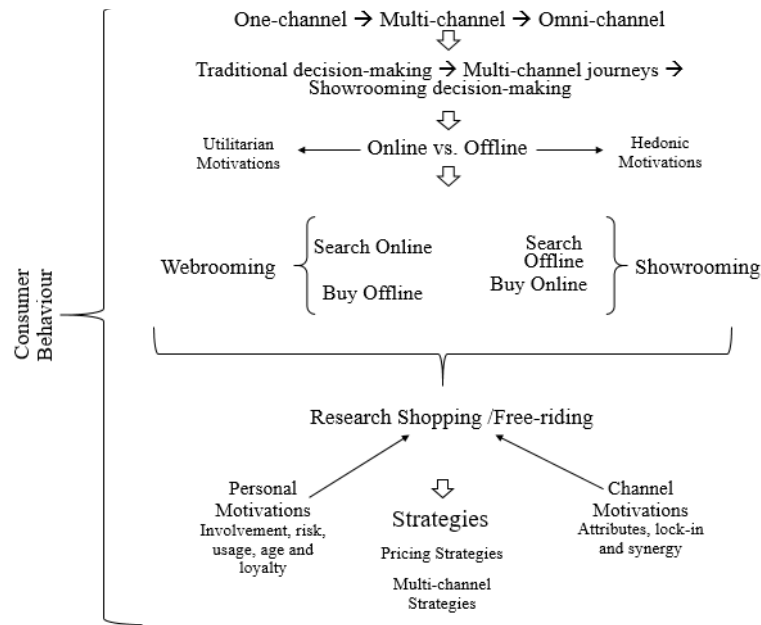 One-channel → Multi-channel → Omni-channel
Traditional decision-making → Multi-channel journeys →
Showrooming decision-making
Utilitarian
Motivations
Online vs. Offline
Hedonic
Motivations
Webrooming
Search Online
Buy Offline
Search
Offline
Buy Online
Showrooming
Consumer
Behaviour
Research Shopping /Free-riding
Personal
Motivations
Involvement, risk,
usage, age and
loyalty
Strategies
Pricing Strategies
Multi-channel
Strategies
Channel
Motivations
Attributes, lock-in
and synergy